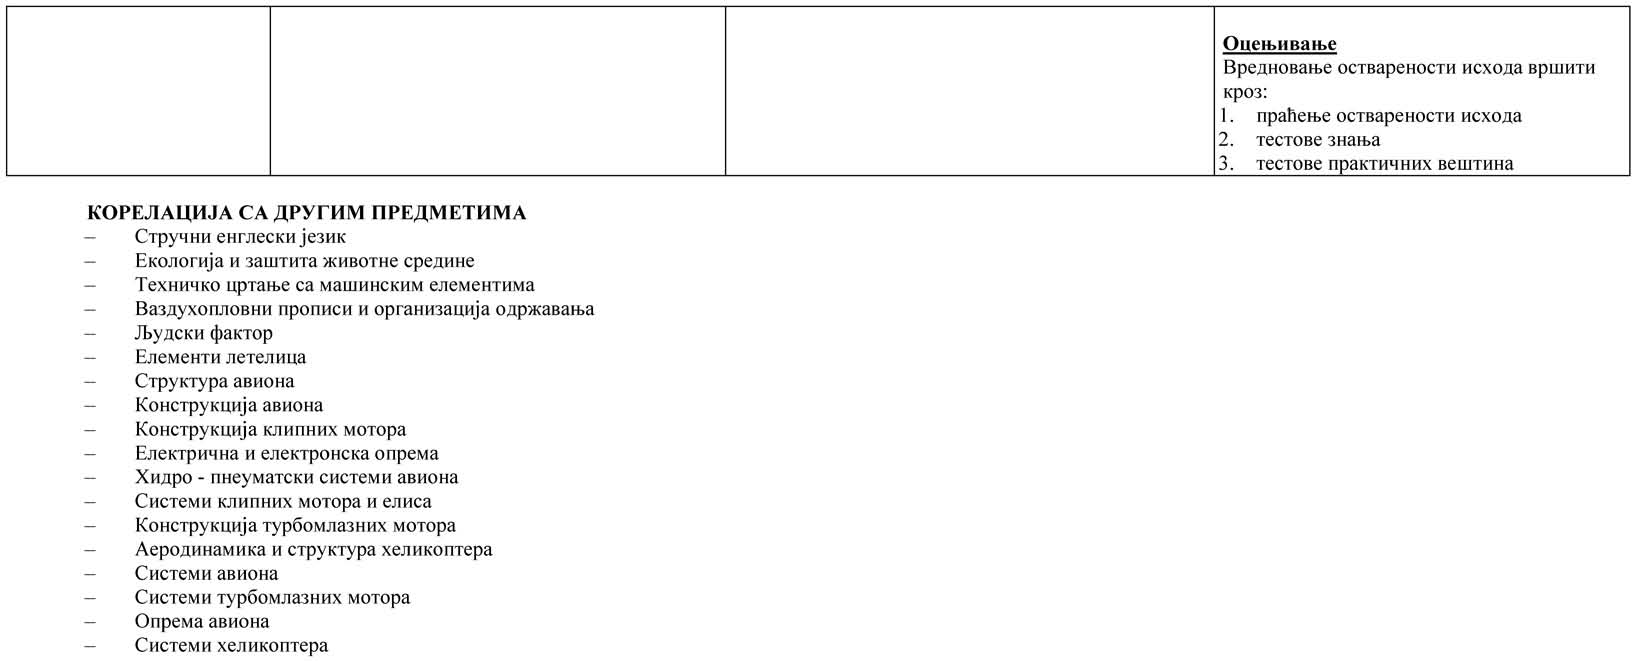 Оцењивање
Вредновање остварености исхода вршити
кроз:
1. праћење остварености исхода
2. тестове знања
3. тестове практичних вештина
КОРЕЛАЦИЈА СА ДРУГИМ ПРЕДМЕТИМА
– Стручни енглески језик
– Екологија и заштита животне средине
– Техничко цртање са машинским елементима
– Ваздухопловни прописи и организација одржавања
– Људски фактор
– Елементи летелица
– Структура авиона
– Конструкција авиона
– Конструкција клипних мотора
– Електрична и електронска опрема
– Хидро - пнеуматски системи авиона
– Системи клипних мотора и елиса
– Конструкција турбомлазних мотора
– Аеродинамика и структура хеликоптера
– Системи авиона
– Системи турбомлазних мотора
– Опрема авиона
– Системи хеликоптера